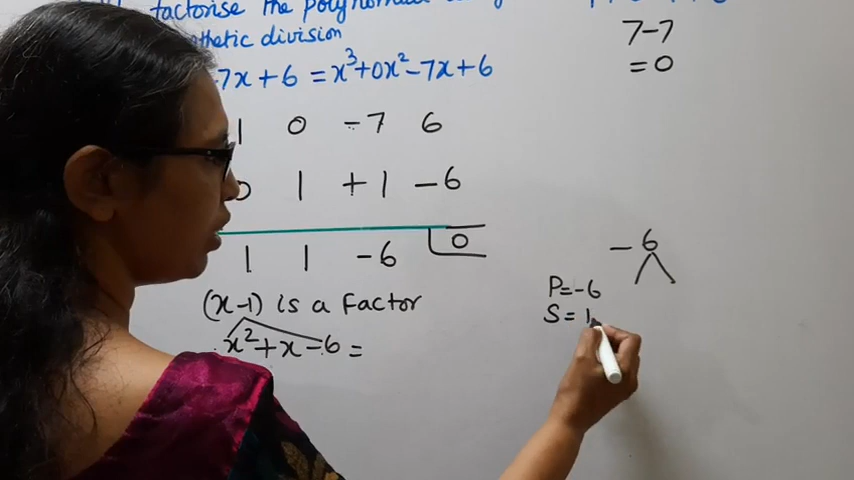 factorise the polynomial
thetic division
7x + 6 = x³ + 0x² - 7x + 6
7 - 7
= 0
1 0 -7 6
0 1 +1 -6
1 1 -6 0
(x-1) is a Factor
x² + x - 6 =
-6
P = -6
S = 1